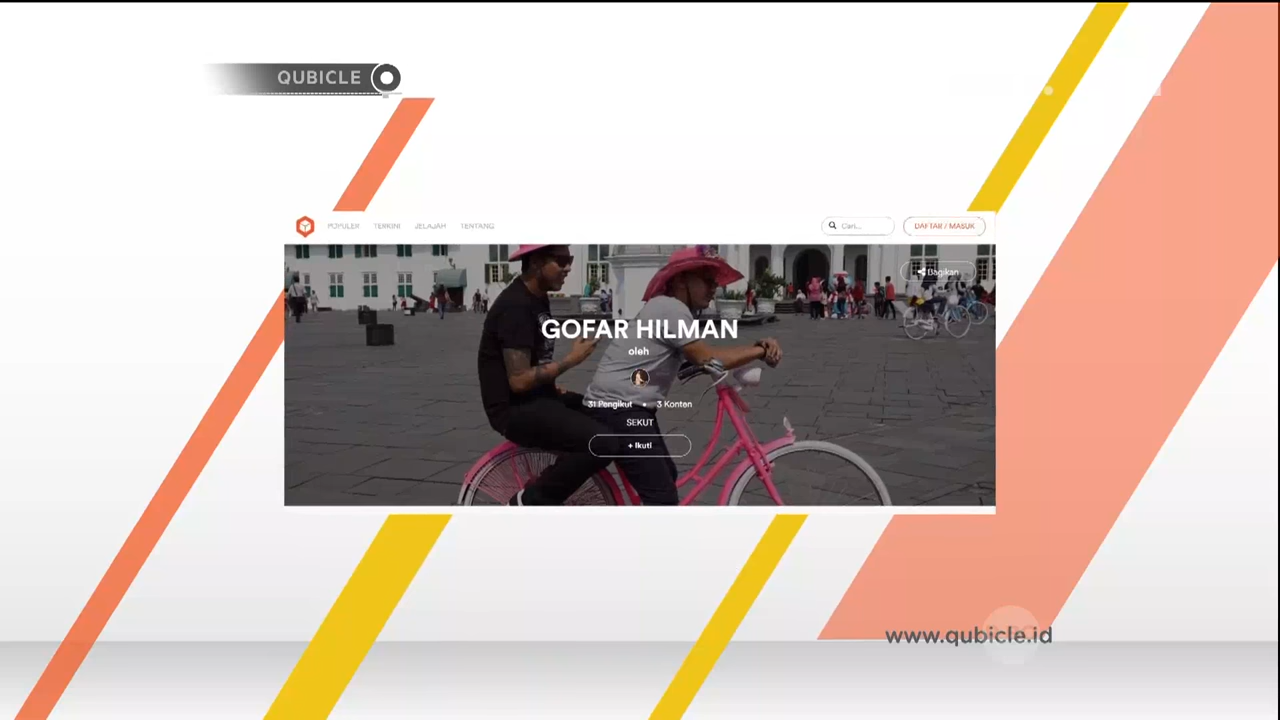 QUBICLE
POPULER TERKINI JELAJAH TENTANG Cari... DAFTAR / MASUK
Bagikan
GOFAR HILMAN
oleh
31 Pengikut • 3 Konten
SEKUT
+ Ikuti
www.qubicle.id